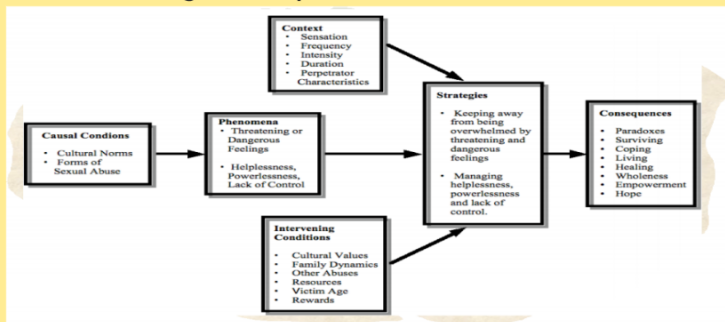 Context
• Sensation
• Frequency
• Intensity
• Duration
• Perpetrator
Characteristics
Causal Condions
• Cultural Norms
• Forms of
Sexual Abuse
Phenomena
• Threatening or
Dangerous
Feelings
• Helplessness,
Powerlessness,
Lack of Control
Strategies
• Keeping away
from being
overwhelmed by
threatening and
dangerous
feelings
• Managing
helplessness,
powerlessness
and lack of
control.
Consequences
• Paradoxes
• Surviving
• Coping
• Living
• Healing
• Wholeness
• Empowerment
• Hope
Intervening
Conditions
• Cultural Values
• Family Dynamics
• Other Abuses
• Resources
• Victim Age
• Rewards